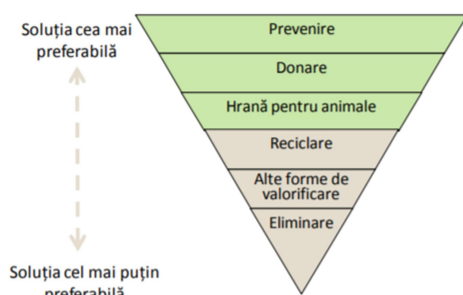 Soluția cea mai
preferabilă
Prevenire
Donare
Hrană pentru animale
Reciclare
Alte forme de
valorificare
Eliminare
Soluția cel mai puțin
preferabilă